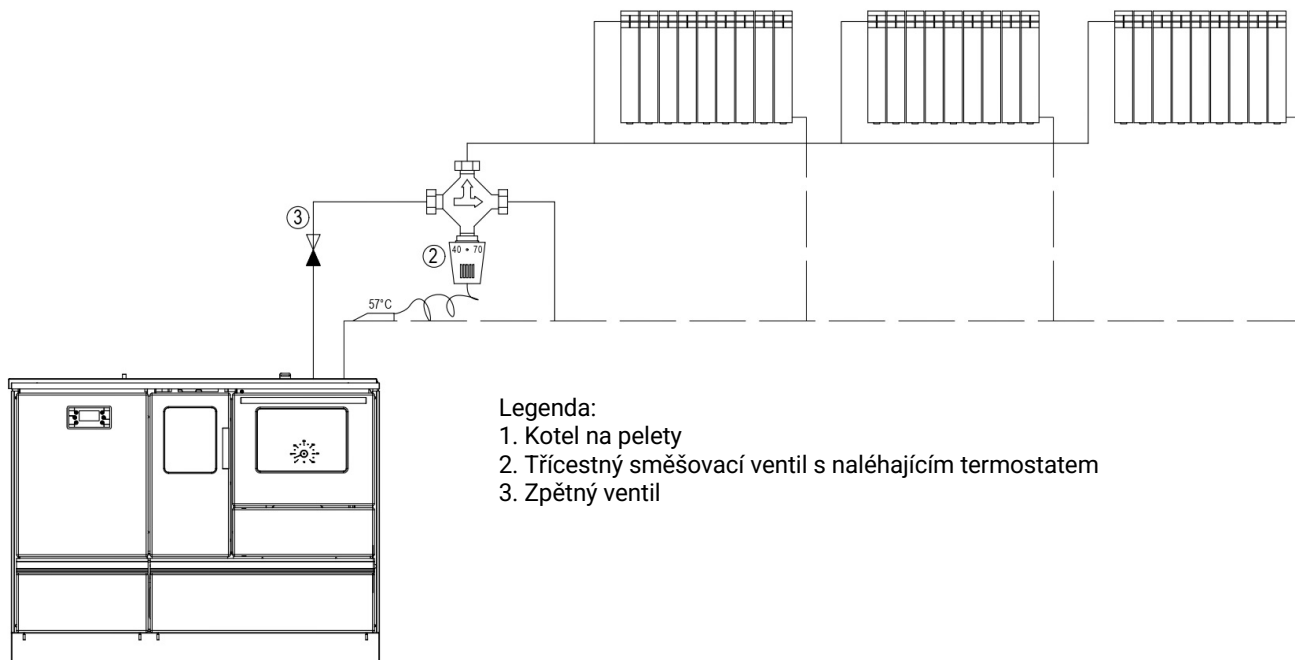 3
2
40 • 70
57°C
Legenda:
1. Kotel na pelety
2. Třícestný směšovací ventil s naléhajícím termostatem
3. Zpětný ventil